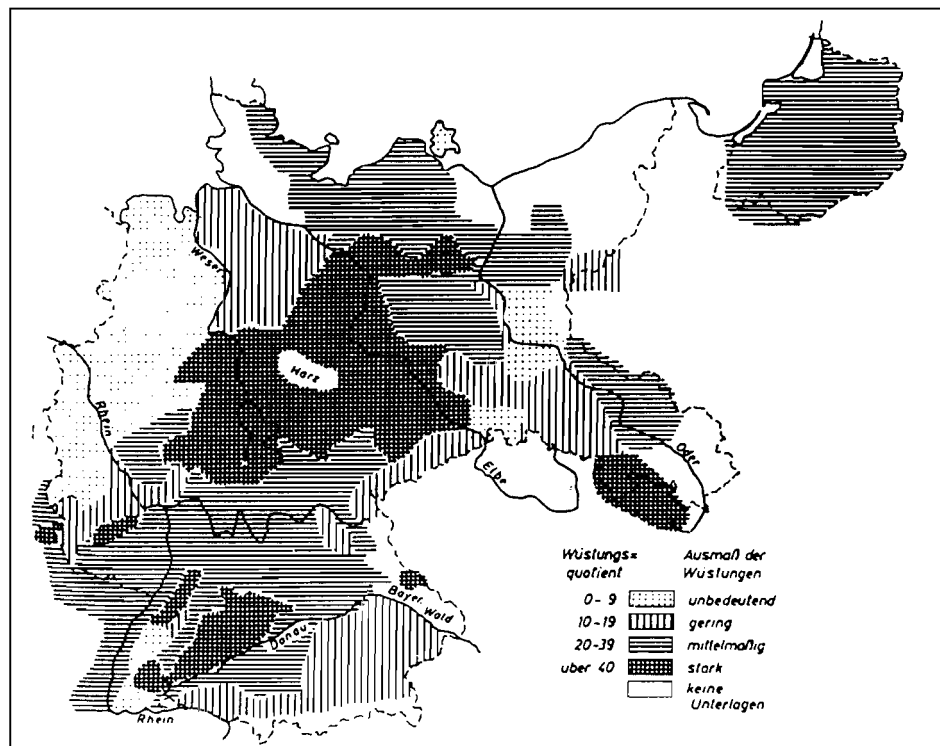 Weser
Harz
Rhein
Elbe
Oder
Bayer. Wald
Donau
Rhein
Wüstungs=
quotient
Ausmaß der
Wüstungen
0-9 unbedeutend
10-19 gering
20-39 mittelmäßig
über 40 stark
keine
Unterlagen